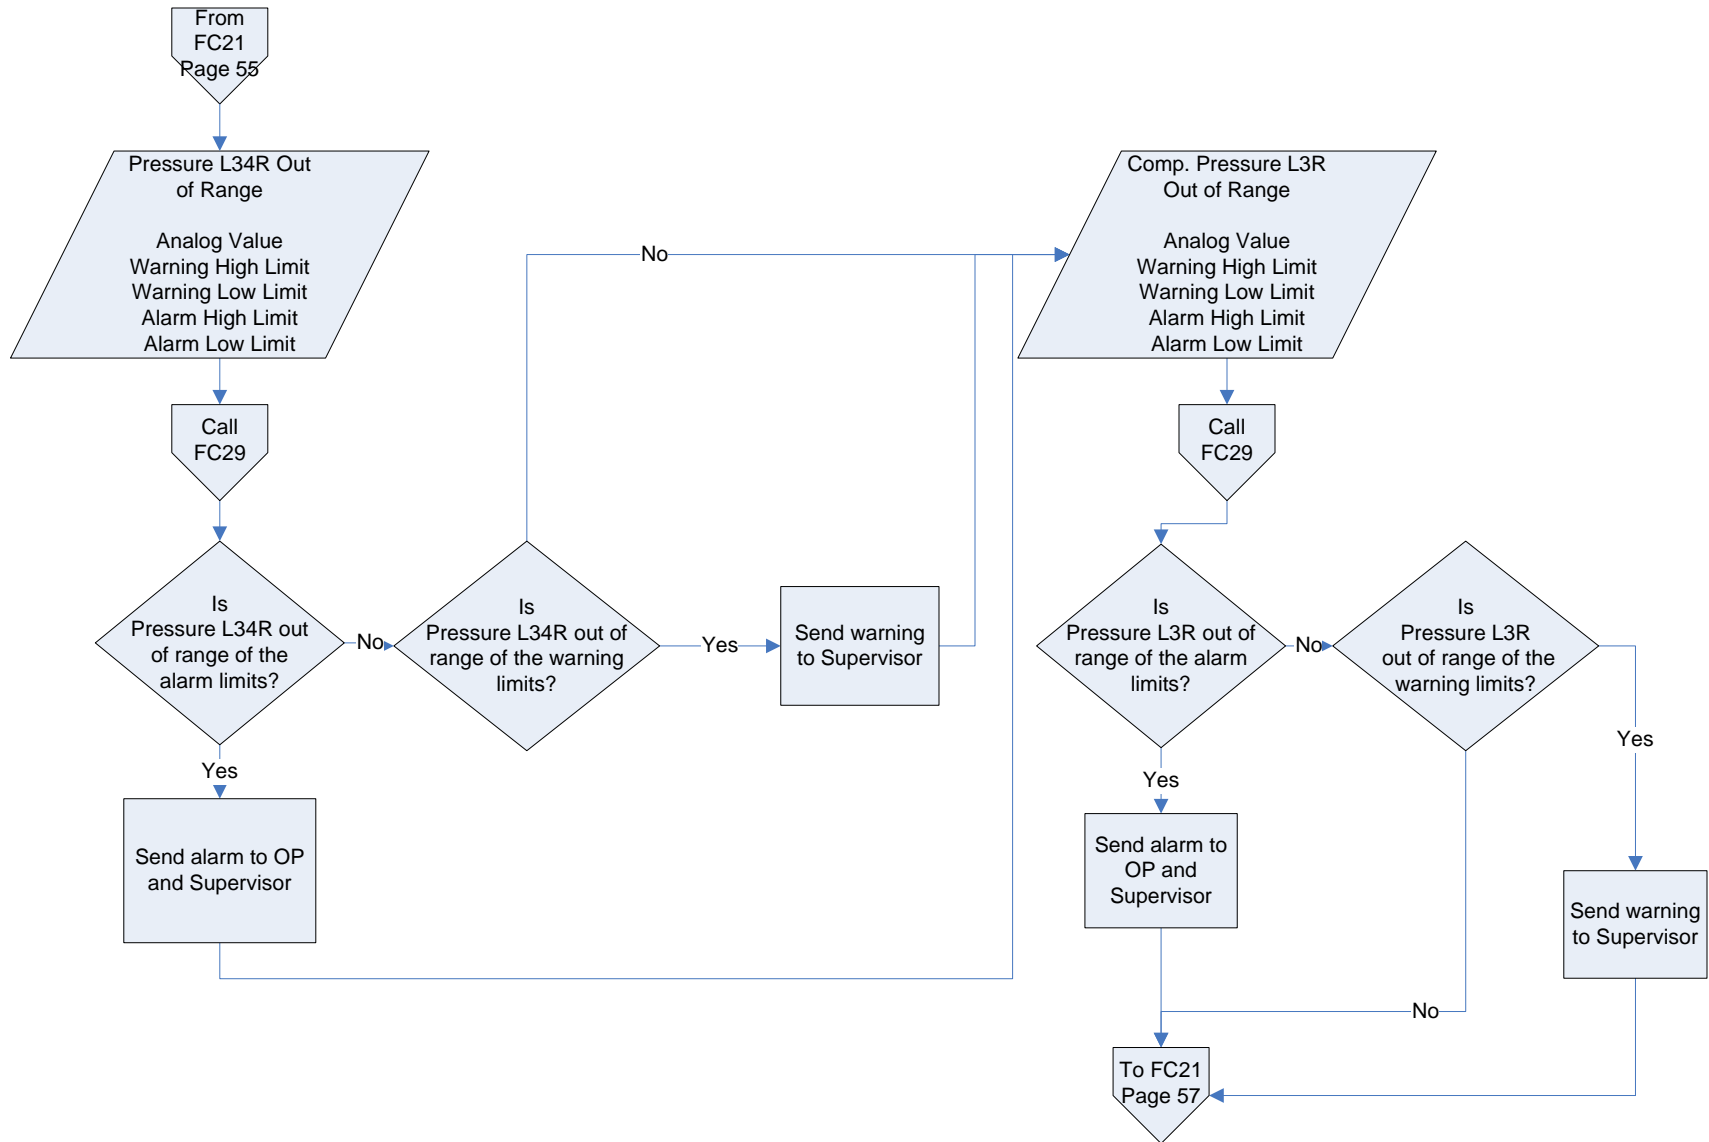 From
FC21
Page 55
Pressure L34R Out
of Range
Analog Value
Warning High Limit
Warning Low Limit
Alarm High Limit
Alarm Low Limit
Call
FC29
Is
Pressure L34R out
of range of the
alarm limits?
No
Is
Pressure L34R out of
range of the warning
limits?
No
Yes
Send warning
to Supervisor
Yes
Send alarm to OP
and Supervisor
Comp. Pressure L3R
Out of Range
Analog Value
Warning High Limit
Warning Low Limit
Alarm High Limit
Alarm Low Limit
Call
FC29
Is
Pressure L3R out of
range of the alarm
limits?
No
Is
Pressure L3R
out of range of the
warning limits?
Yes
Yes
Send alarm to
OP and
Supervisor
Send warning
to Supervisor
No
To FC21
Page 57